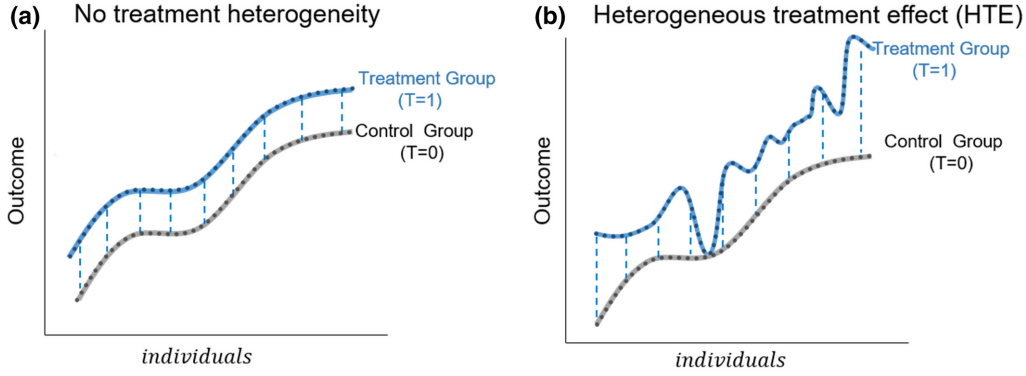 (a) No treatment heterogeneity
Treatment Group
(T=1)
Control Group
(T=0)
Outcome
individuals
(b) Heterogeneous treatment effect (HTE)
Treatment Group
(T=1)
Control Group
(T=0)
Outcome
individuals